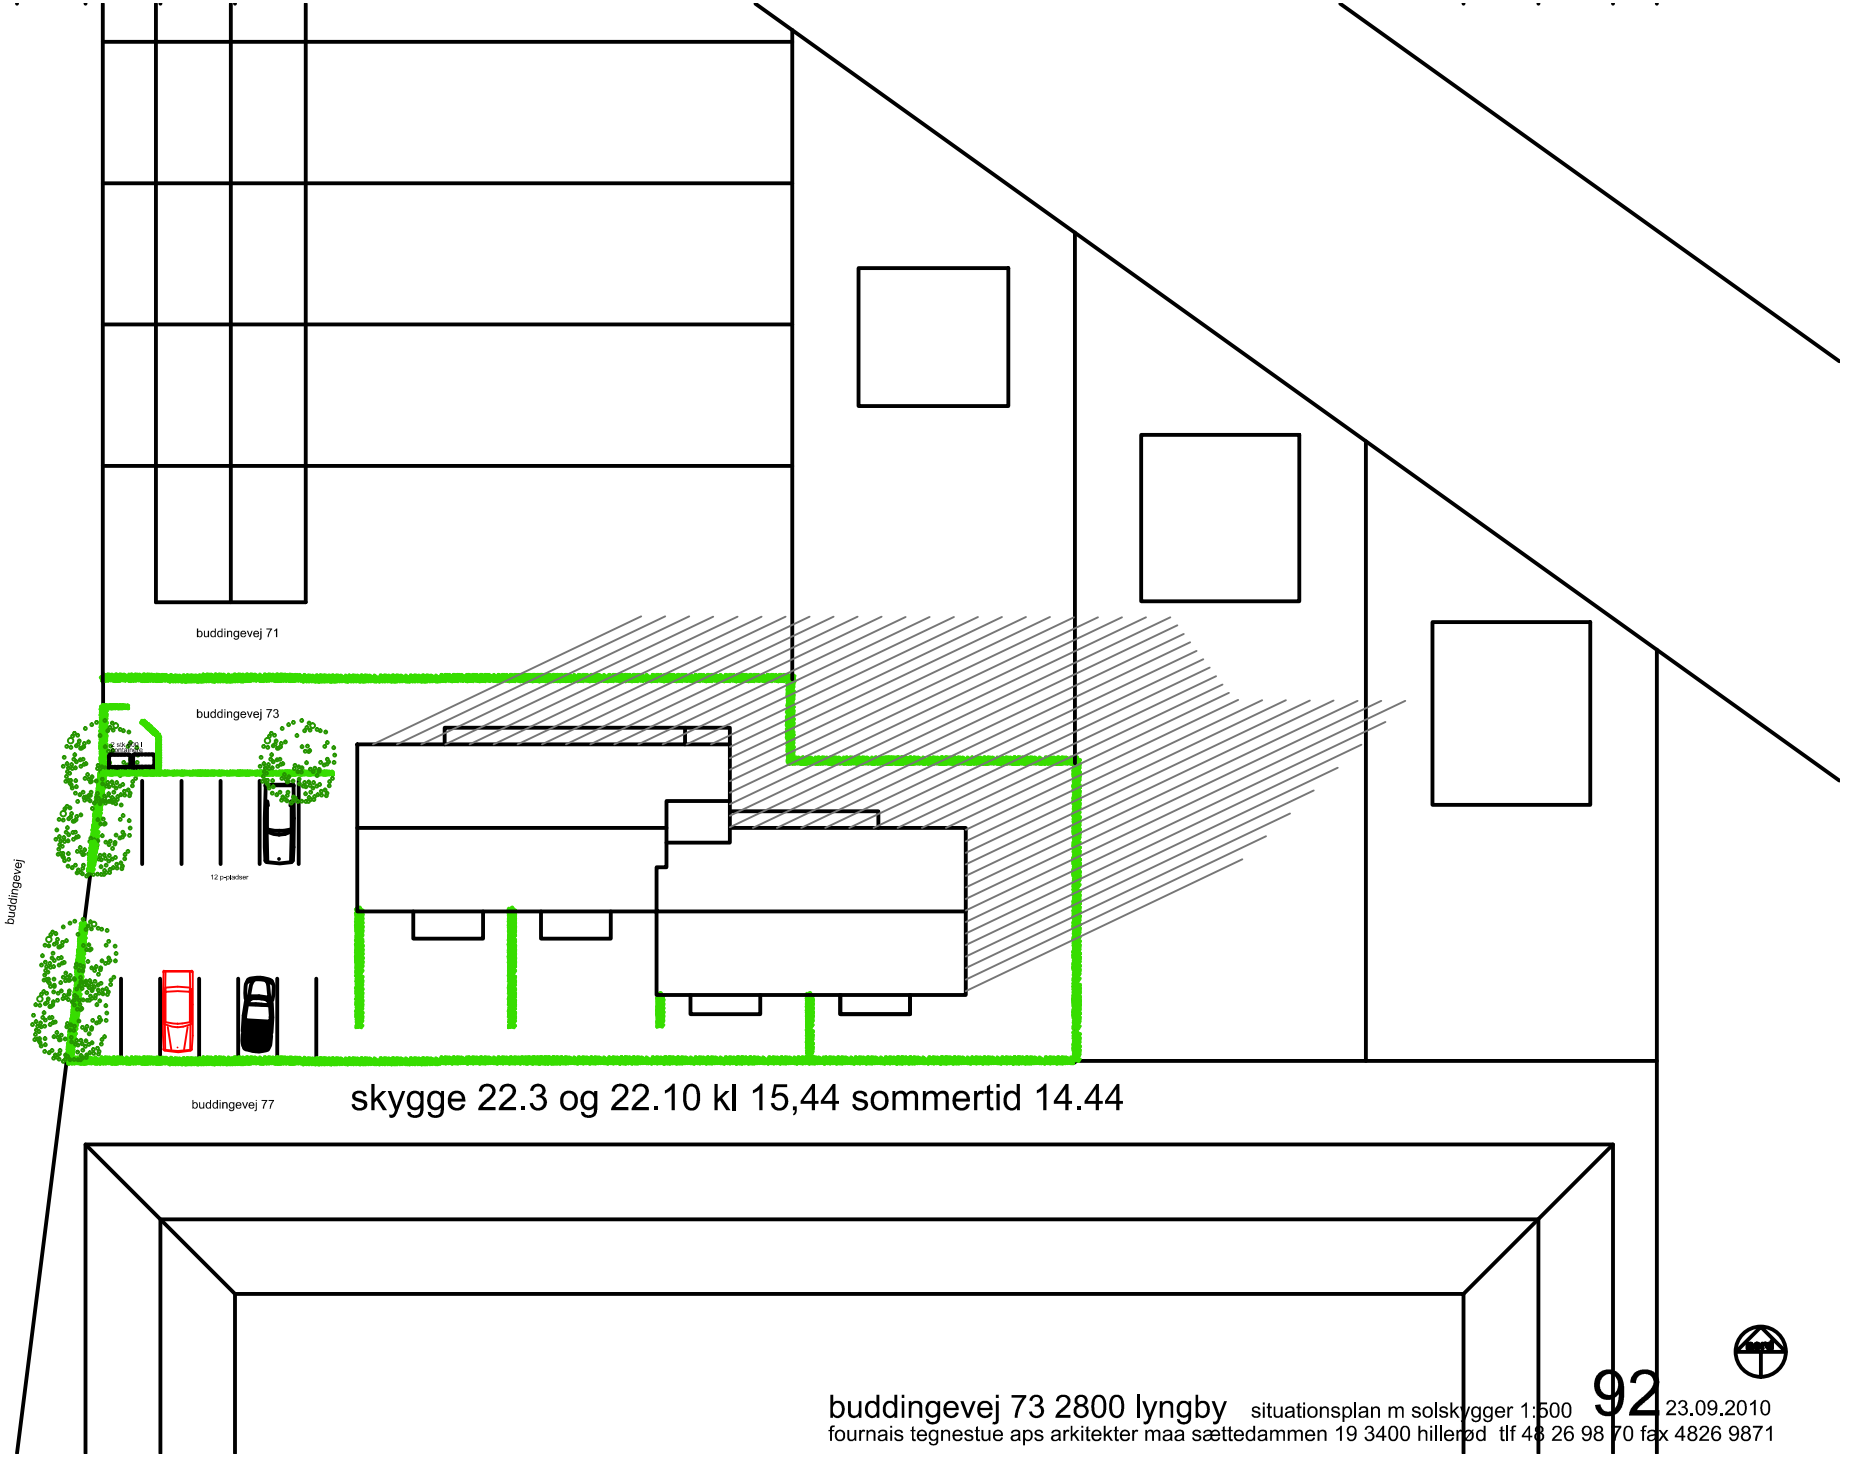 buddingevej 71
buddingevej 73
12 p-pladser
buddingevej
buddingevej 77
skygge 22.3 og 22.10 kl 15,44 sommertid 14.44
nord
buddingevej 73 2800 lyngby situationsplan m solskygger 1:500 92 23.09.2010
fournais tegnestue aps arkitekter maa sættedammen 19 3400 hillerød tlf 48 26 98 70 fax 4826 9871